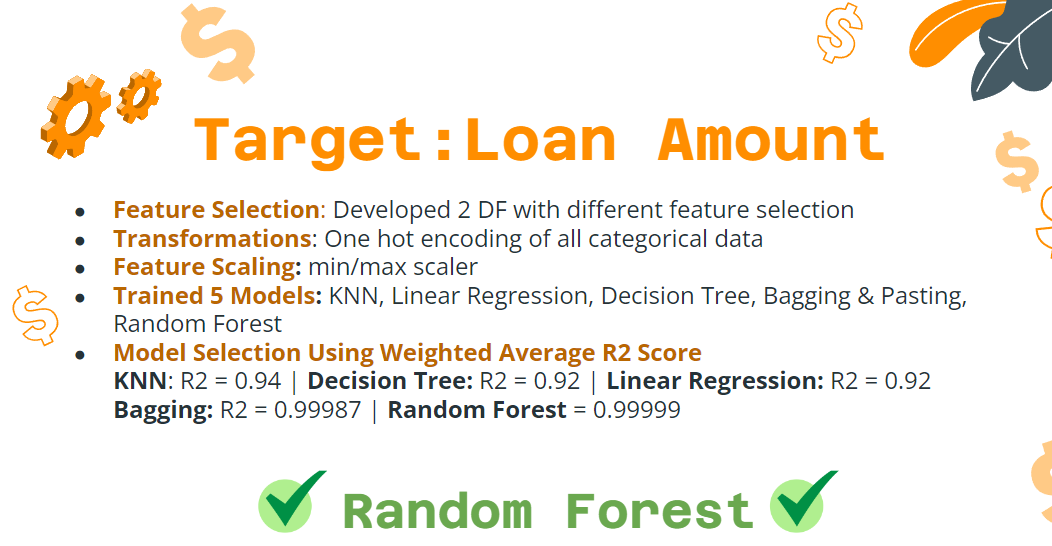 Target:Loan Amount
● Feature Selection: Developed 2 DF with different feature selection
● Transformations: One hot encoding of all categorical data
● Feature Scaling: min/max scaler
● Trained 5 Models: KNN, Linear Regression, Decision Tree, Bagging & Pasting,
Random Forest
● Model Selection Using Weighted Average R2 Score
KNN: R2 = 0.94 | Decision Tree: R2 = 0.92 | Linear Regression: R2 = 0.92
Bagging: R2 = 0.99987 | Random Forest = 0.99999
Random Forest